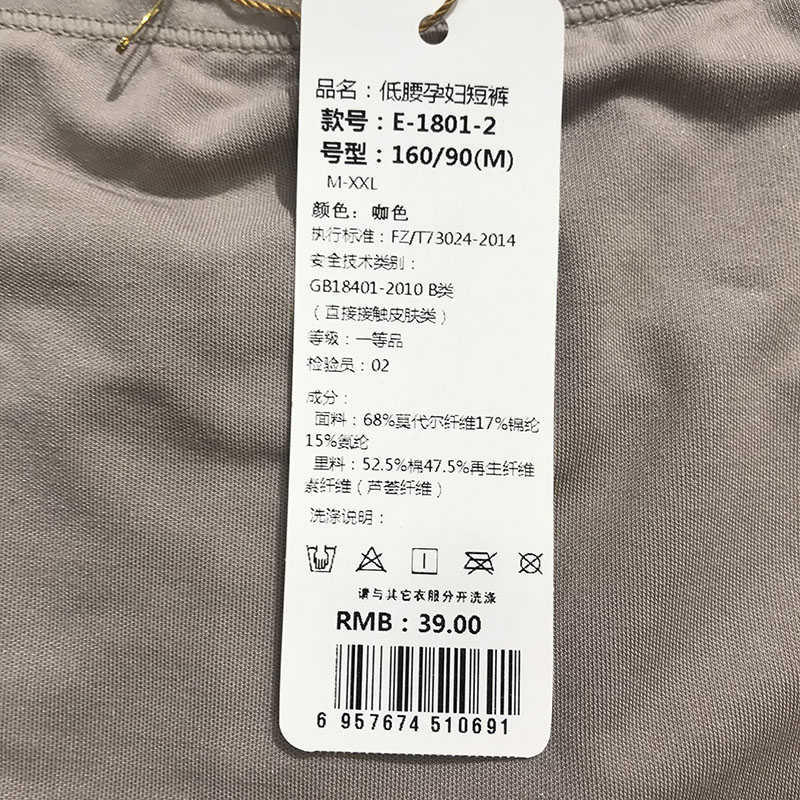 品名：低腰孕妇短裤
款号：E-1801-2
号型：160/90(M)
M-XXL
颜色：咖色
执行标准：FZ/T73024-2014
安全技术类别：
GB18401-2010 B类
（直接接触皮肤类）
等级：一等品
检验员：02
成分：
面料：68%莫代尔纤维17%锦纶
15%氨纶
里料：52.5%棉47.5%再生纤维
素纤维（芦荟纤维）
洗涤说明：
请与其它衣服分开洗涤
RMB：39.00
6 957674 510691